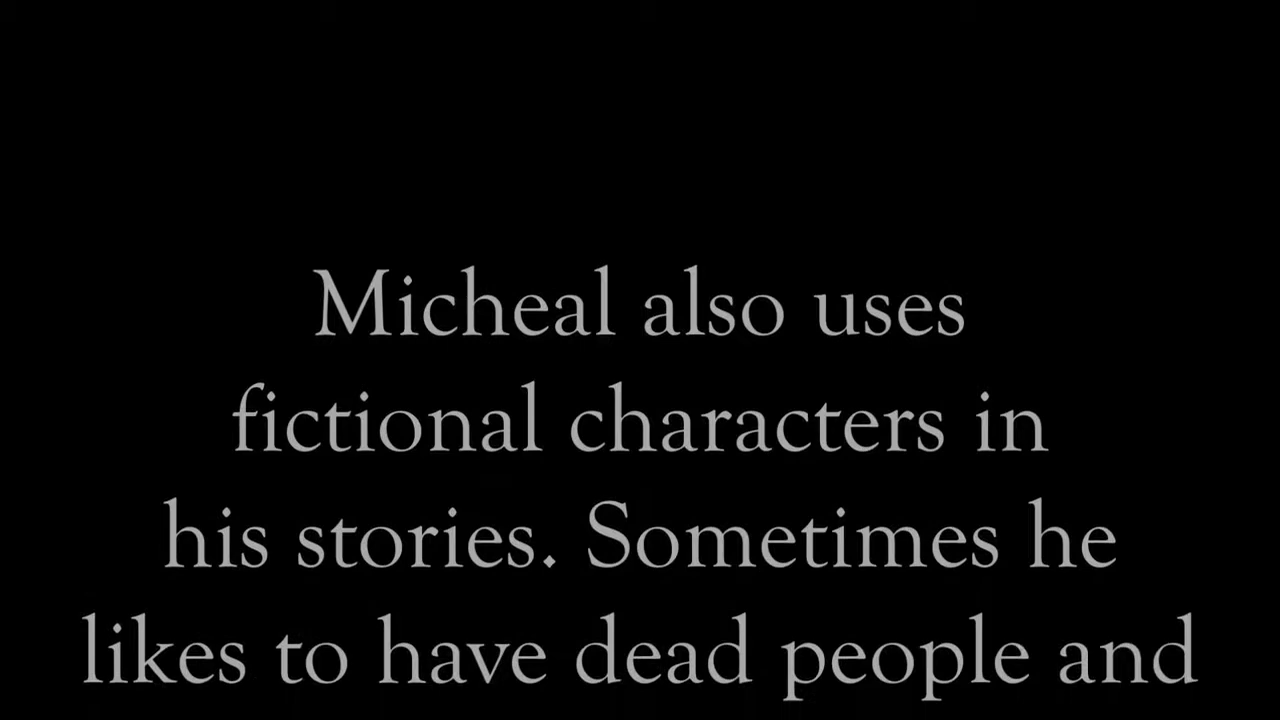 Micheal also uses
fictional characters in
his stories. Sometimes he
likes to have dead people and